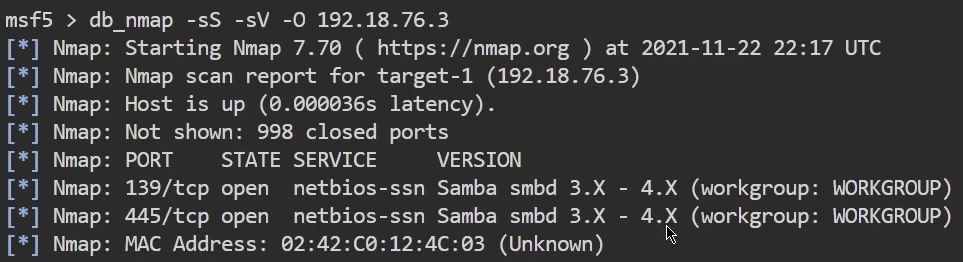 msf5 > db_nmap -sS -sV -O 192.18.76.3
[*] Nmap: Starting Nmap 7.70 ( https://nmap.org ) at 2021-11-22 22:17 UTC
[*] Nmap: Nmap scan report for target-1 (192.18.76.3)
[*] Nmap: Host is up (0.000036s latency).
[*] Nmap: Not shown: 998 closed ports
[*] Nmap: PORT    STATE SERVICE     VERSION
[*] Nmap: 139/tcp open  netbios-ssn Samba smbd 3.X - 4.X (workgroup: WORKGROUP)
[*] Nmap: 445/tcp open  netbios-ssn Samba smbd 3.X - 4.X (workgroup: WORKGROUP)
[*] Nmap: MAC Address: 02:42:C0:12:4C:03 (Unknown)